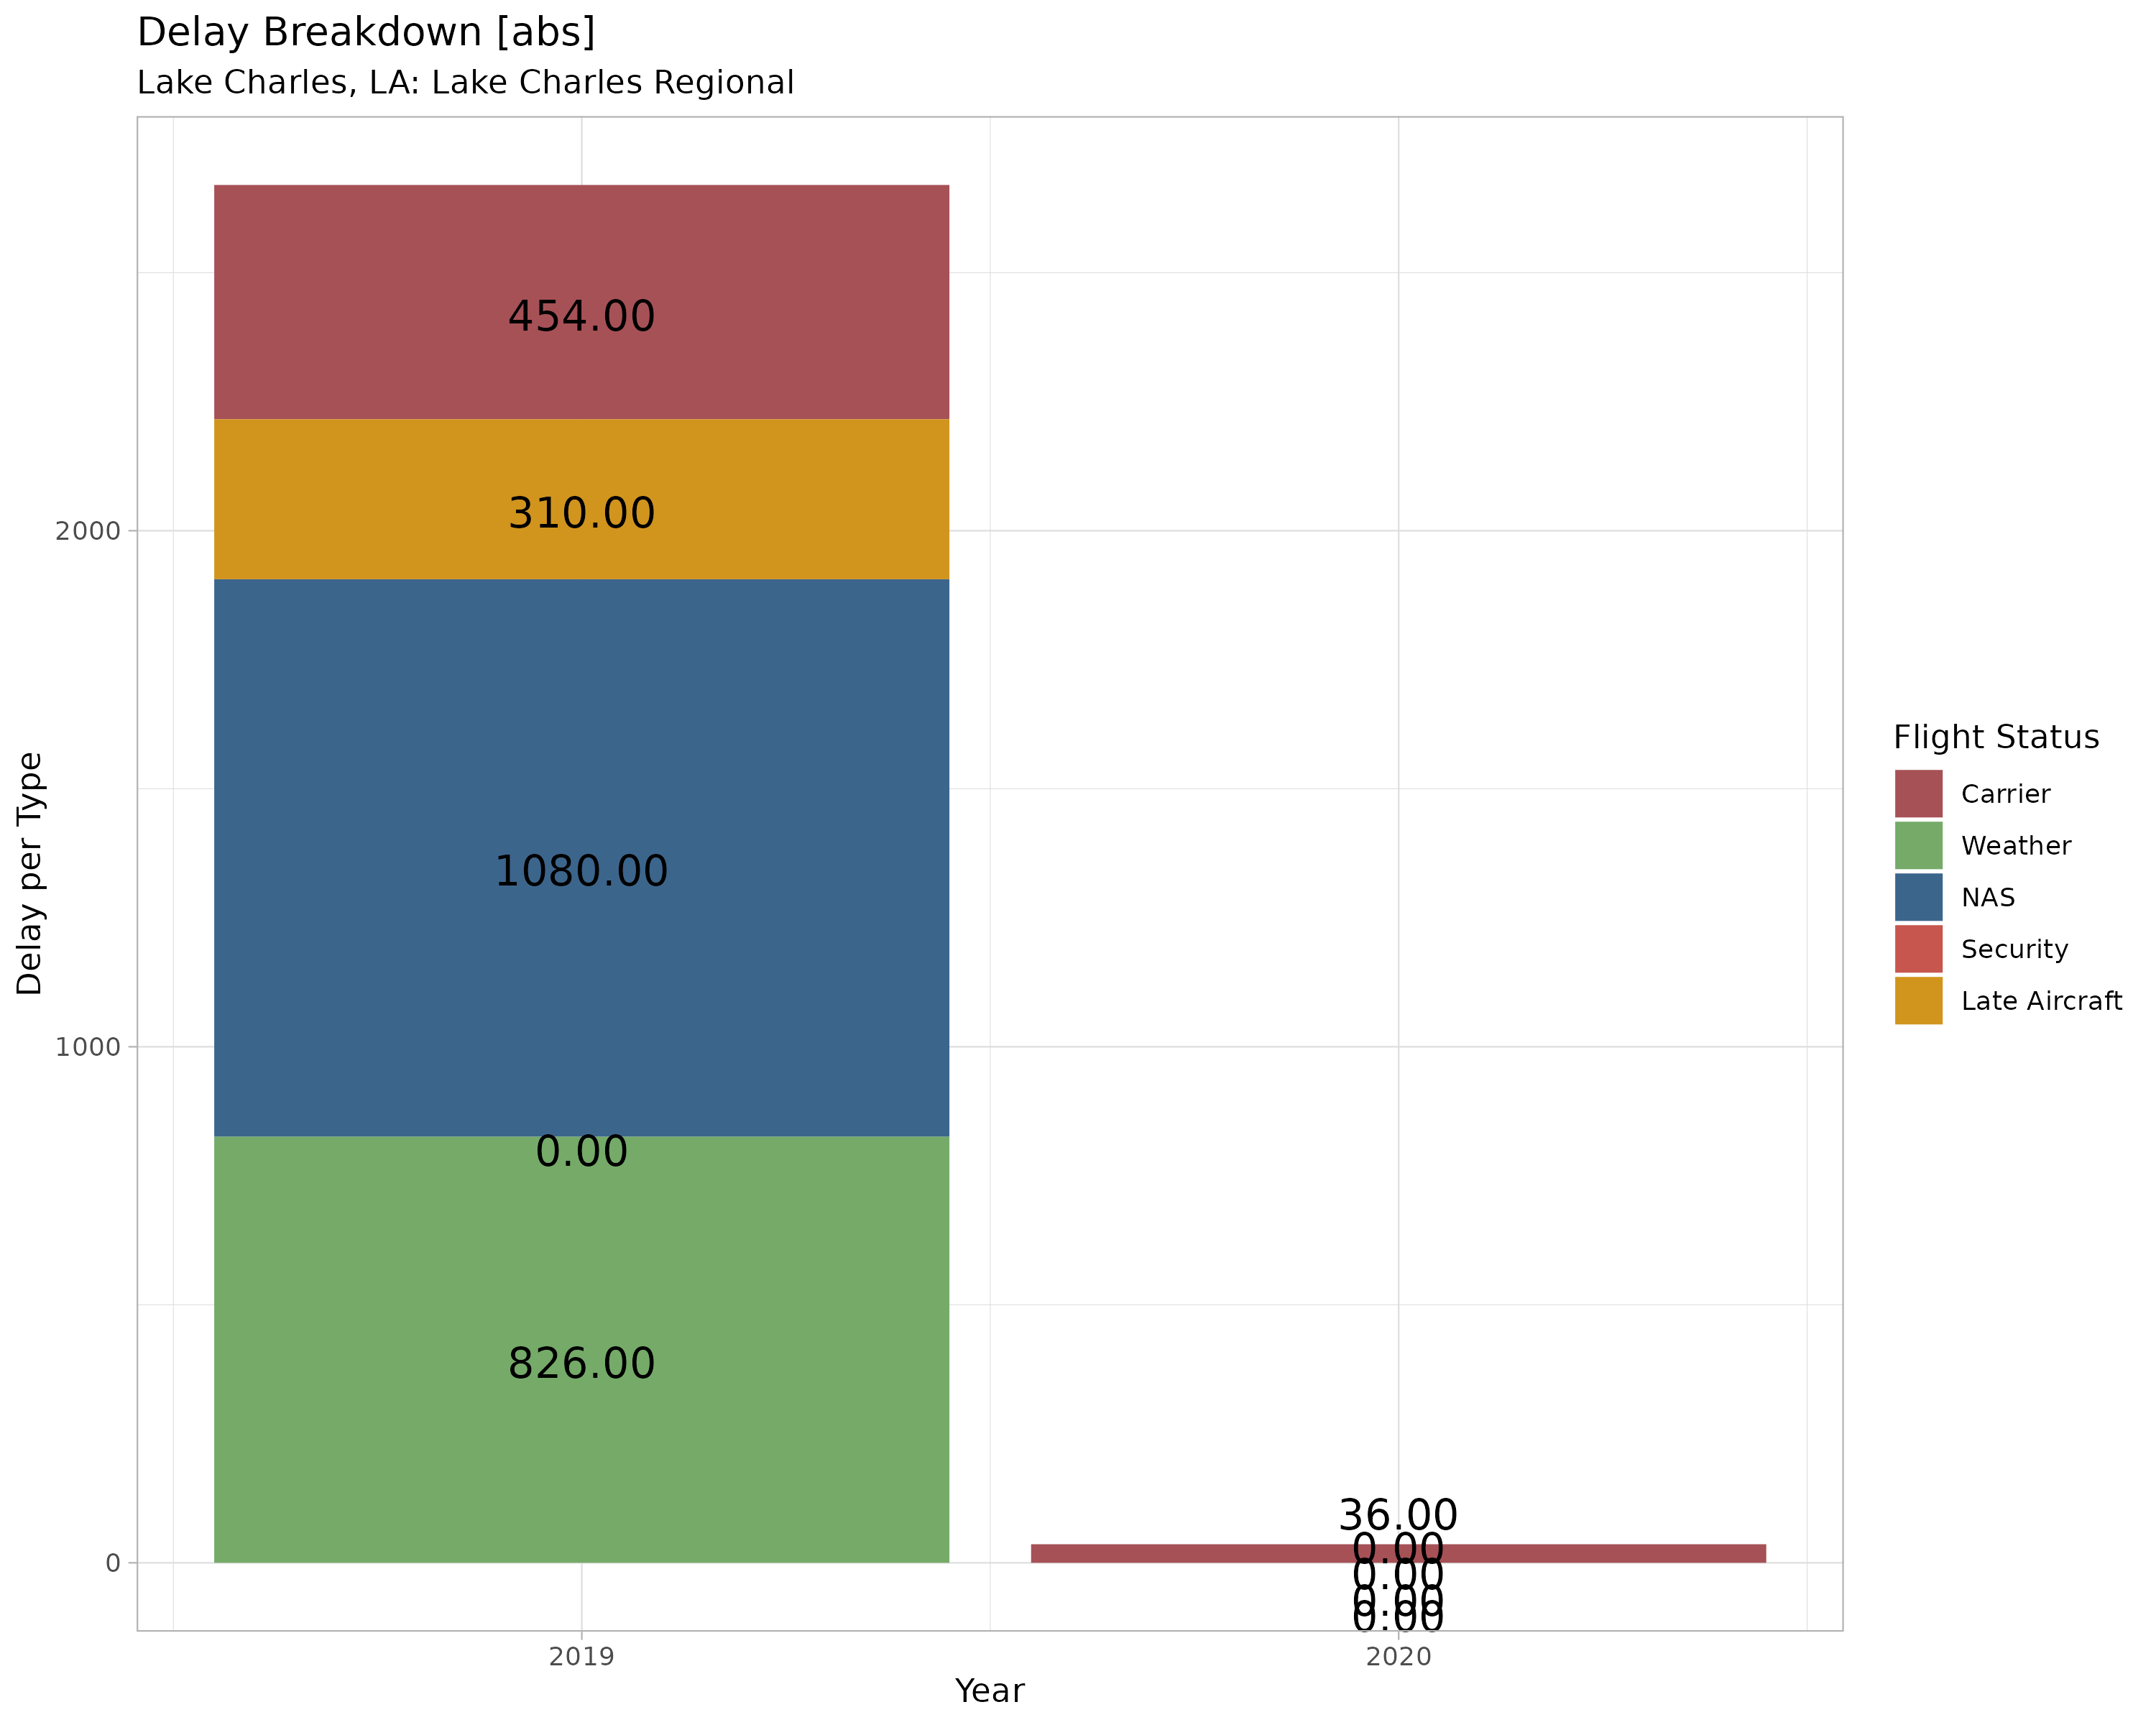 Delay Breakdown [abs]
Lake Charles, LA: Lake Charles Regional
Delay per Type
2000
1000
0
454.00
310.00
1080.00
0.00
826.00
36.00
0.00
0.00
0.00
0.00
2019
2020
Year
Flight Status
Carrier
Weather
NAS
Security
Late Aircraft